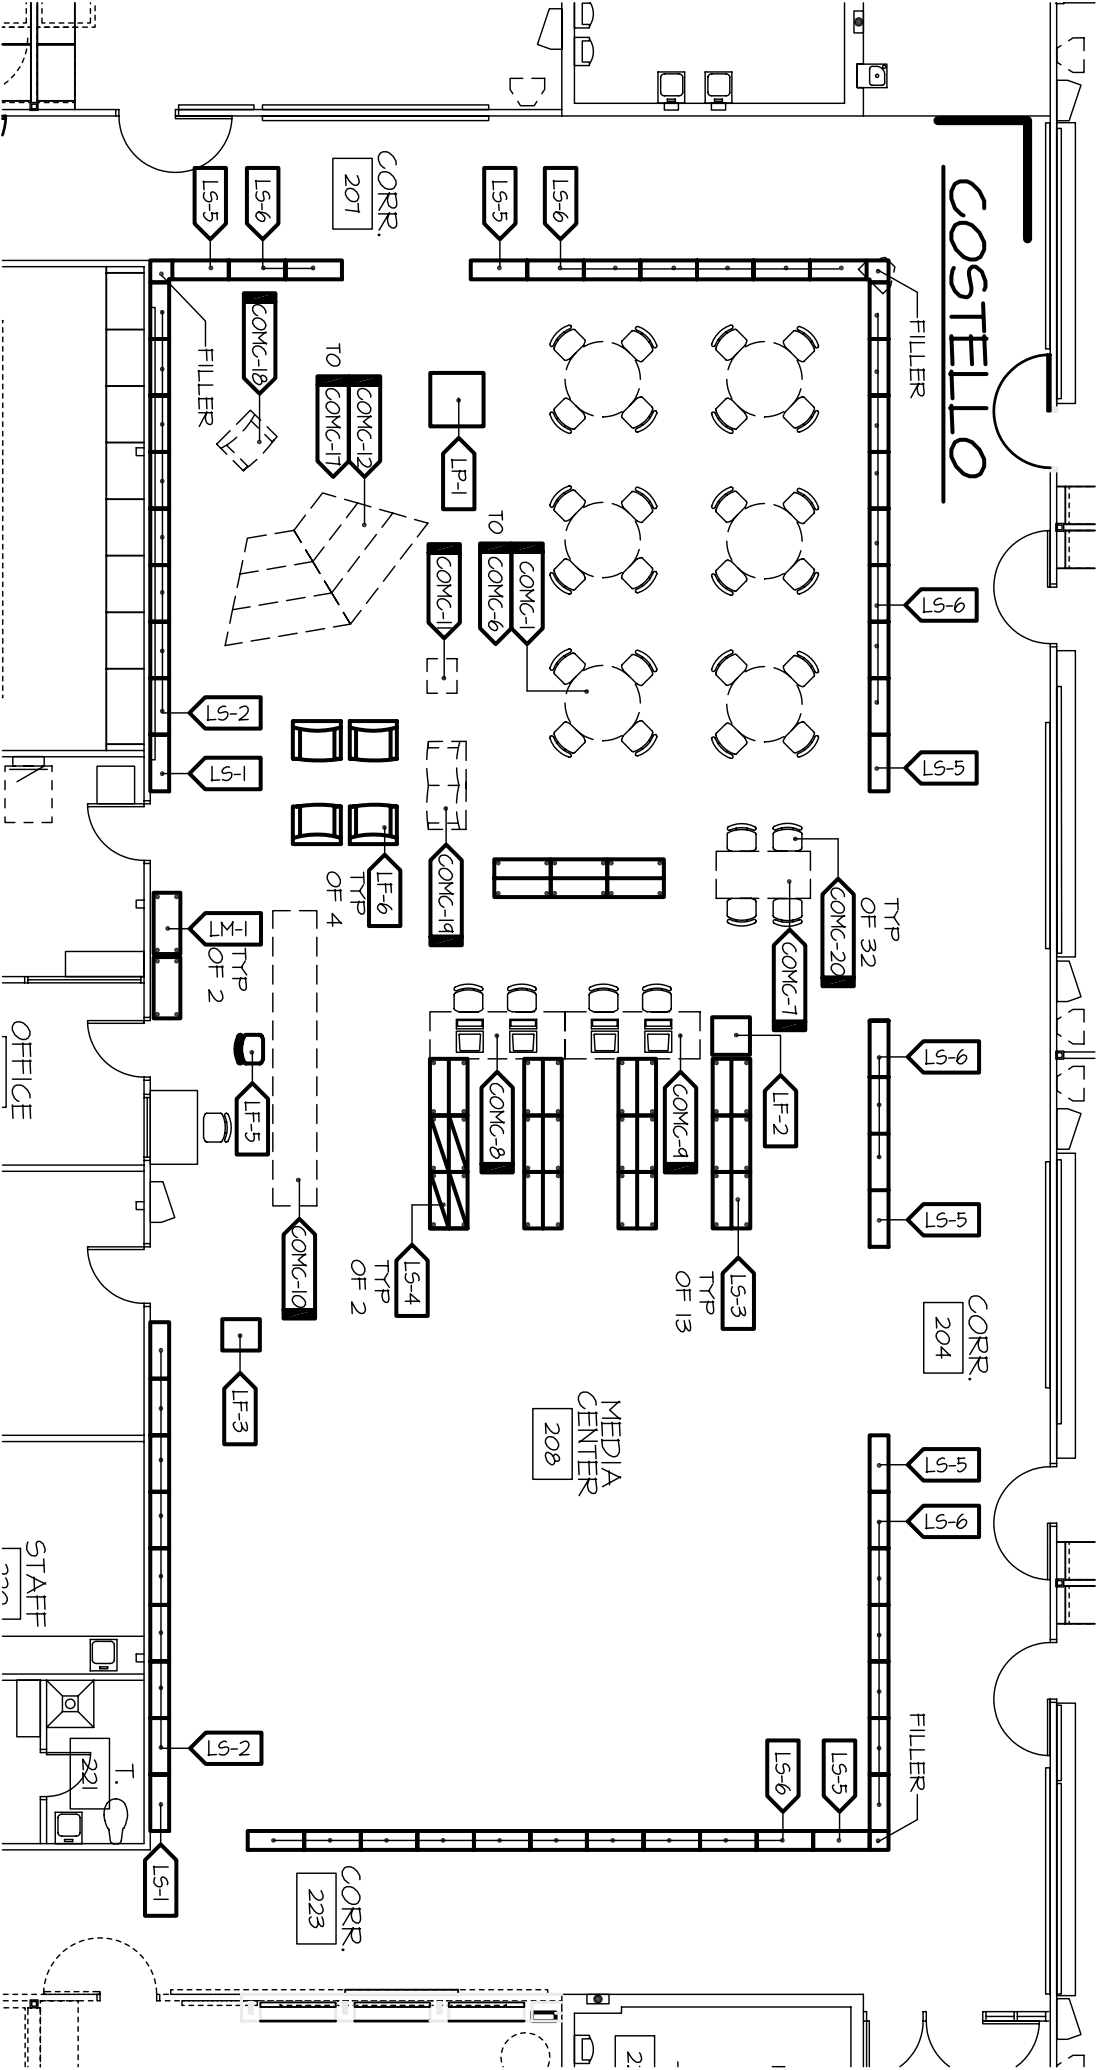 COSTELLO
CORR.
207
LS-5
LS-6
LS-5
LS-6
FILLER
FILLER
COMC-18
TO
COMC-12
COMC-17
LP-1
TO
COMC-1
COMC-6
COMC-11
LS-6
LS-5
LS-2
LS-1
LF-6
TYP
OF 4
COMC-19
COMC-20
TYP
OF 32
COMC-7
LM-1
TYP
OF 2
OFFICE
LF-5
COMC-8
COMC-9
LF-2
LS-6
LS-5
COMC-10
LS-4
TYP
OF 2
LS-3
TYP
OF 13
CORR.
204
LF-3
MEDIA
CENTER
208
LS-5
LS-6
STAFF
LS-2
T.
221
LS-1
LS-6
LS-5
FILLER
CORR.
223